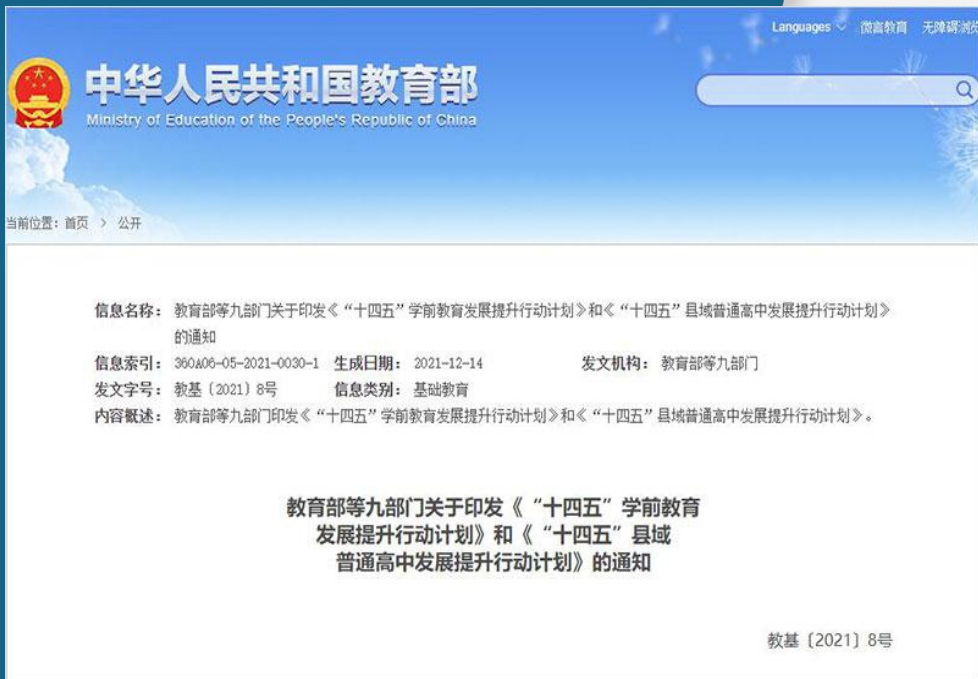 Languages 微言教育 无障碍浏览
中华人民共和国教育部
Ministry of Education of the People's Republic of China
当前位置：首页 > 公开
信息名称： 教育部等九部门关于印发《“十四五”学前教育发展提升行动计划》和《“十四五”县域普通高中发展提升行动计划》
的通知
信息索引： 360A06-05-2021-0030-1 生成日期： 2021-12-14 发文机构： 教育部等九部门
发文字号： 教基〔2021〕8号 信息类别： 基础教育
内容概述： 教育部等九部门印发《“十四五”学前教育发展提升行动计划》和《“十四五”县域普通高中发展提升行动计划》。
教育部等九部门关于印发《“十四五”学前教育
发展提升行动计划》和《“十四五”县域
普通高中发展提升行动计划》的通知
教基〔2021〕8号